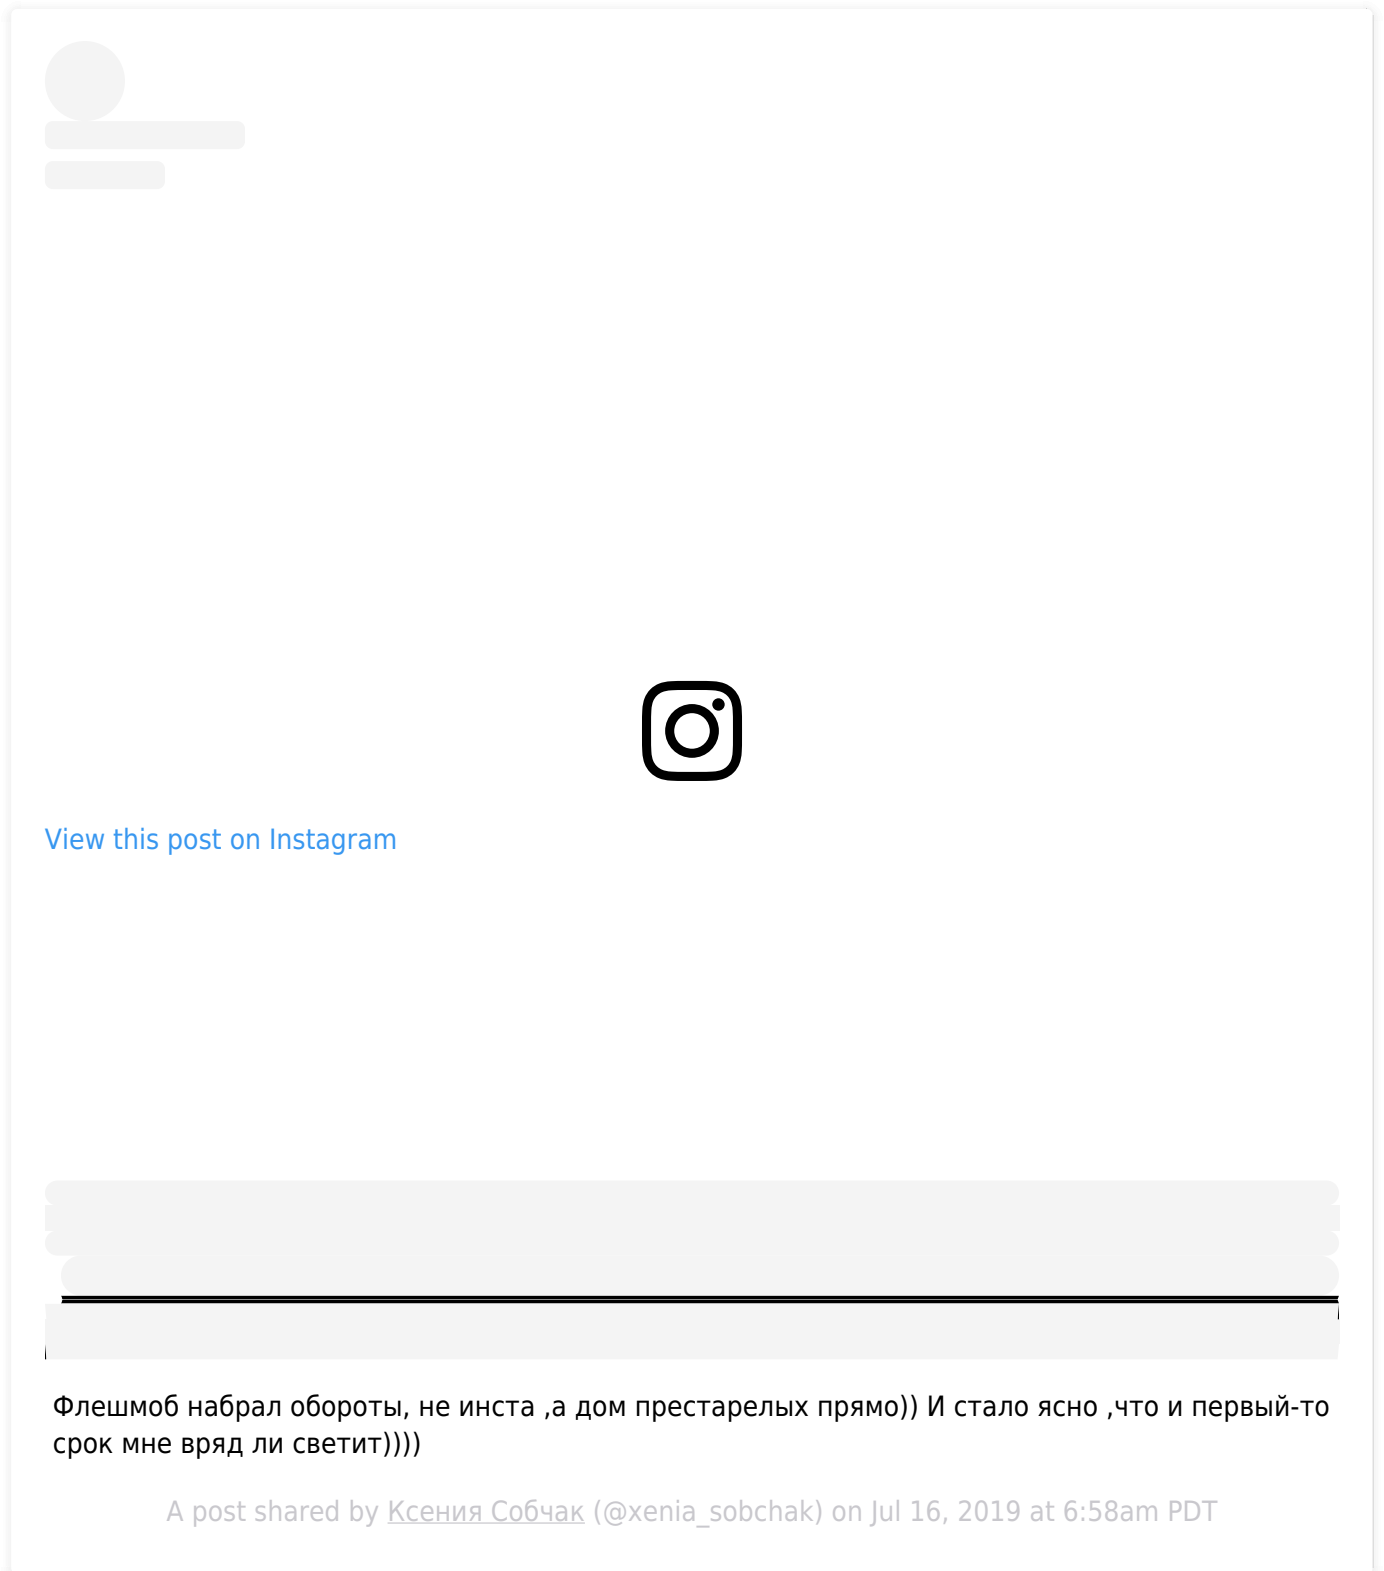 View this post on Instagram
Флешмоб набрал обороты, не инста ,а дом престарелых прямо)) И стало ясно ,что и первый-то
срок мне вряд ли светит))))
A post shared by Ксения Собчак (@xenia_sobchak) on Jul 16, 2019 at 6:58am PDT